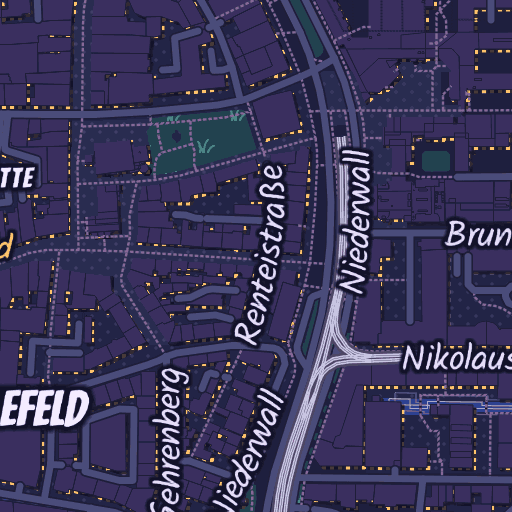 TTE
Renteistraße
Niederwall
Brun
d
Nikolaus
EFELD
Gehrenberg
Niederwall